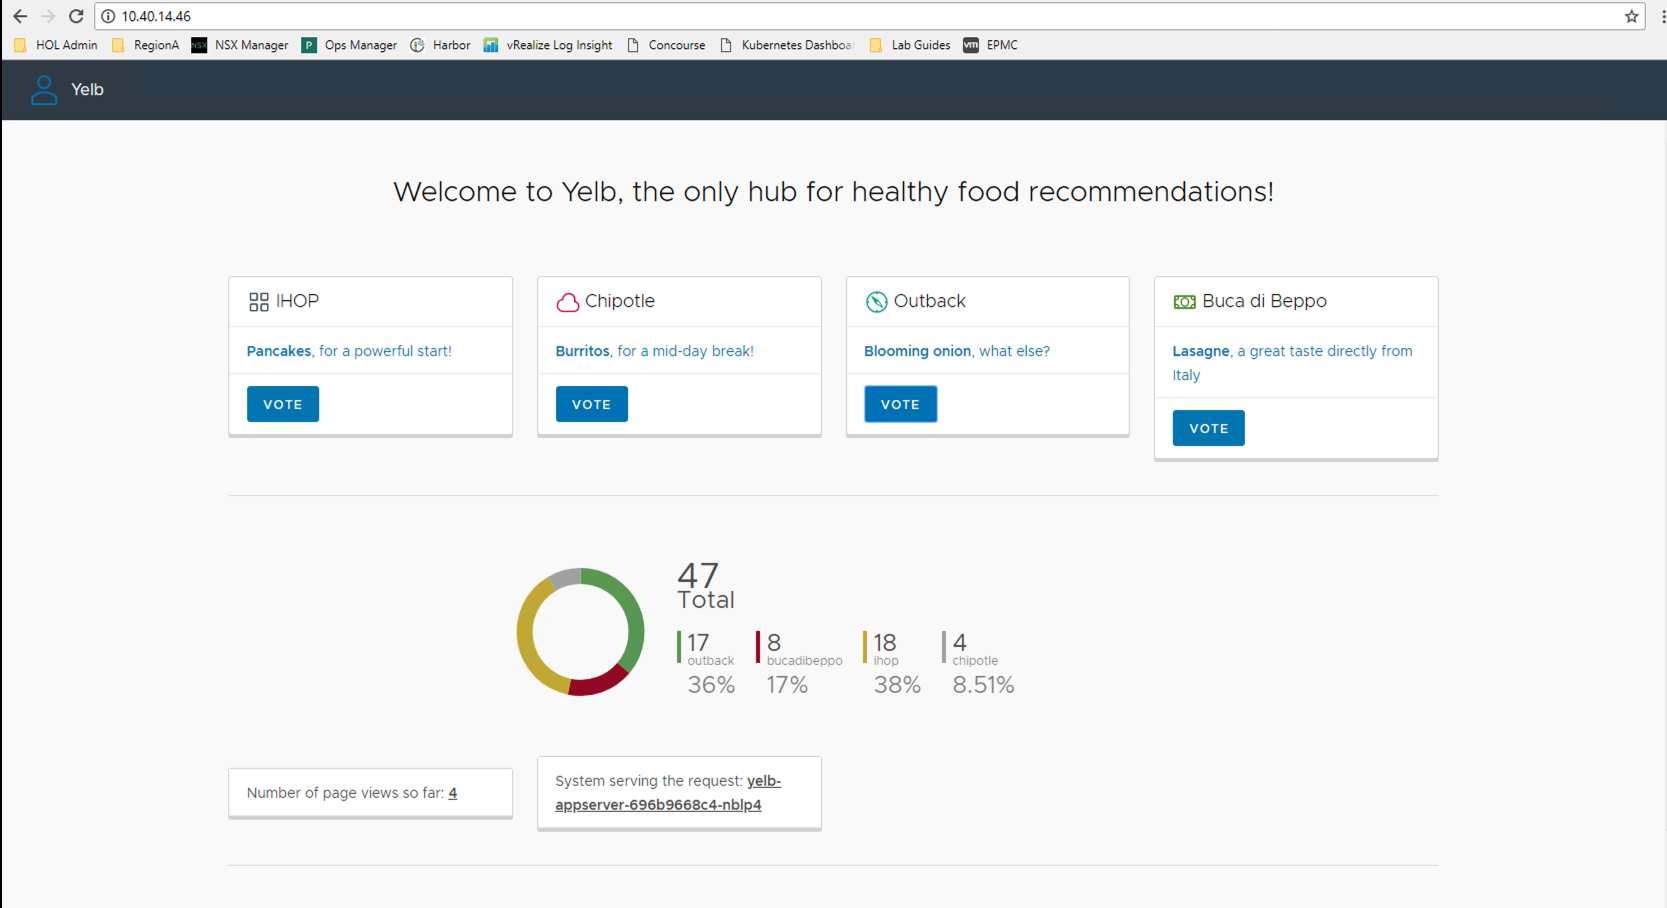 10.40.14.46
HOL Admin RegionA NSX NSX Manager P Ops Manager Harbor vRealize Log Insight Concourse Kubernetes Dashboa Lab Guides vm EPMC
Yelb
Welcome to Yelb, the only hub for healthy food recommendations!
IHOP
Pancakes, for a powerful start!
VOTE
Chipotle
Burritos, for a mid-day break!
VOTE
Outback
Blooming onion, what else?
VOTE
Buca di Beppo
Lasagne, a great taste directly from
Italy
VOTE
47
Total
17 8 18 4
outback bucadibeppo ihop chipotle
36% 17% 38% 8.51%
Number of page views so far: 4
System serving the request: yelb-
appserver-696b9668c4-nblp4